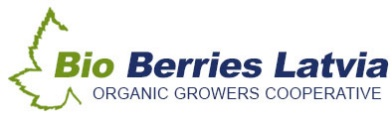 Bio Berries Latvia
ORGANIC GROWERS COOPERATIVE